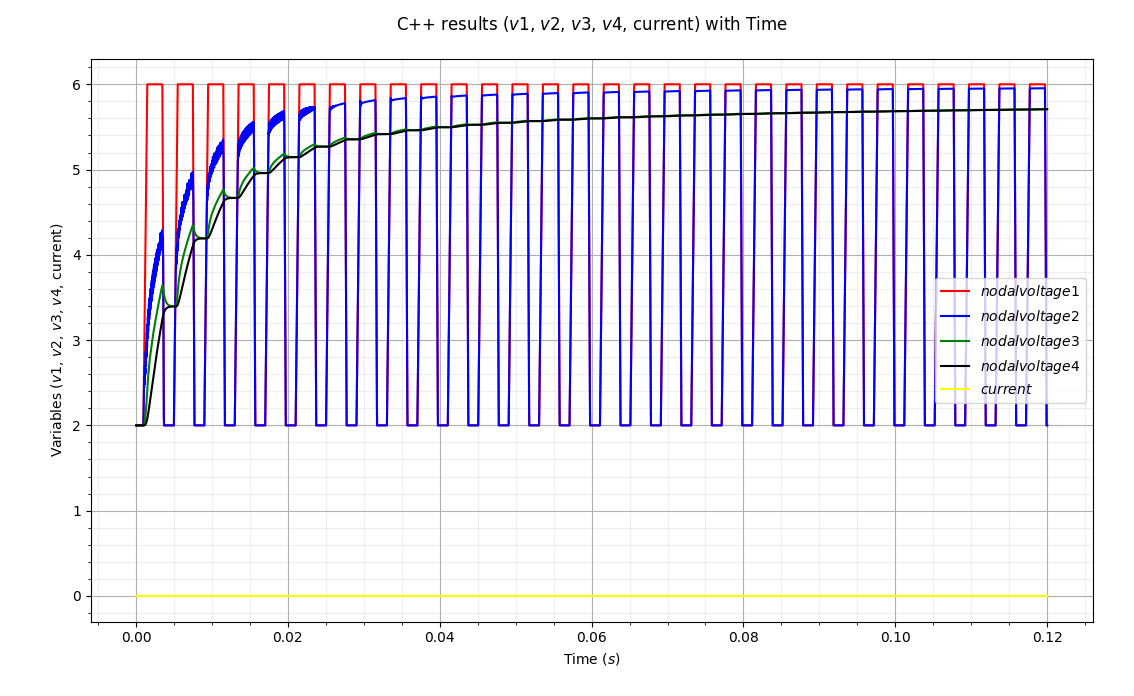 C++ results (v1, v2, v3, v4, current) with Time
Variables (v1, v2, v3, v4, current)
6
5
4
3
2
1
0
nodalvoltage1
nodalvoltage2
nodalvoltage3
nodalvoltage4
current
0.00 0.02 0.04 0.06 0.08 0.10 0.12
Time (s)